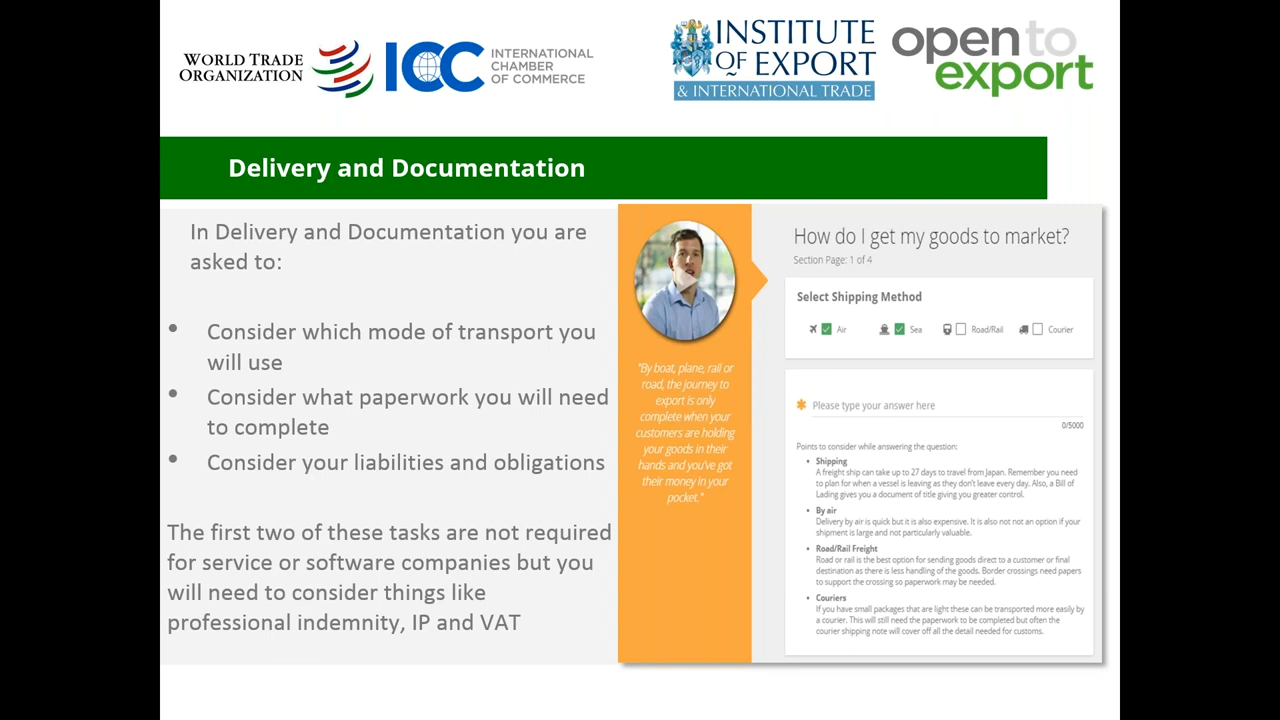 WORLD TRADE
ORGANIZATION
ICC
INTERNATIONAL
CHAMBER
OF COMMERCE
INSTITUTE
OF EXPORT
& INTERNATIONAL TRADE
open to
export
Delivery and Documentation
In Delivery and Documentation you are
asked to:
• Consider which mode of transport you
will use
• Consider what paperwork you will need
to complete
• Consider your liabilities and obligations
The first two of these tasks are not required
for service or software companies but you
will need to consider things like
professional indemnity, IP and VAT
"By boat, plane, rail or
road, the journey to
export is only
complete when your
customers are holding
your goods in their
hands and you've got
their money in your
pocket."
How do I get my goods to market?
Section Page: 1 of 4
Select Shipping Method
Air Sea Road/Rail Courier
✱ Please type your answer here
0/5000
Points to consider while answering the question:
• Shipping
A freight ship can take up to 27 days to travel from Japan. Remember you need
to plan for when a vessel is leaving as they don't leave every day. Also, a Bill of
Lading gives you a document of title giving you greater control.
• By air
Delivery by air is quick but it is also expensive. It is also not not an option if your
shipment is large and not particularly valuable.
• Road/Rail Freight
Road or rail is the best option for sending goods direct to a customer or final
destination as there is less handling of the goods. Border crossings need papers
to support the crossing so paperwork may be needed.
• Couriers
If you have small packages that are light these can be transported more easily by
a courier. This will still need the paperwork to be completed but often the
courier shipping note will cover off all the detail needed for customs.